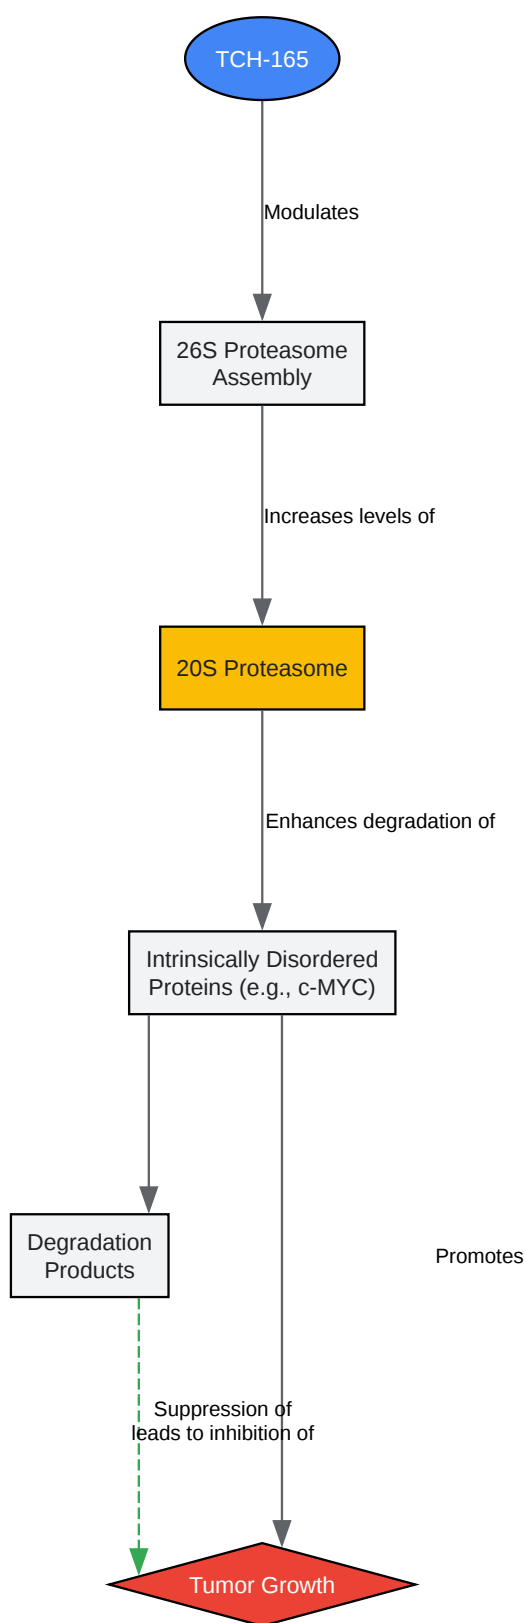 TCH-165
Modulates
26S Proteasome
Assembly
Increases levels of
20S Proteasome
Enhances degradation of
Intrinsically Disordered
Proteins (e.g., c-MYC)
Degradation
Products
Promotes
Suppression of
leads to inhibition of
Tumor Growth